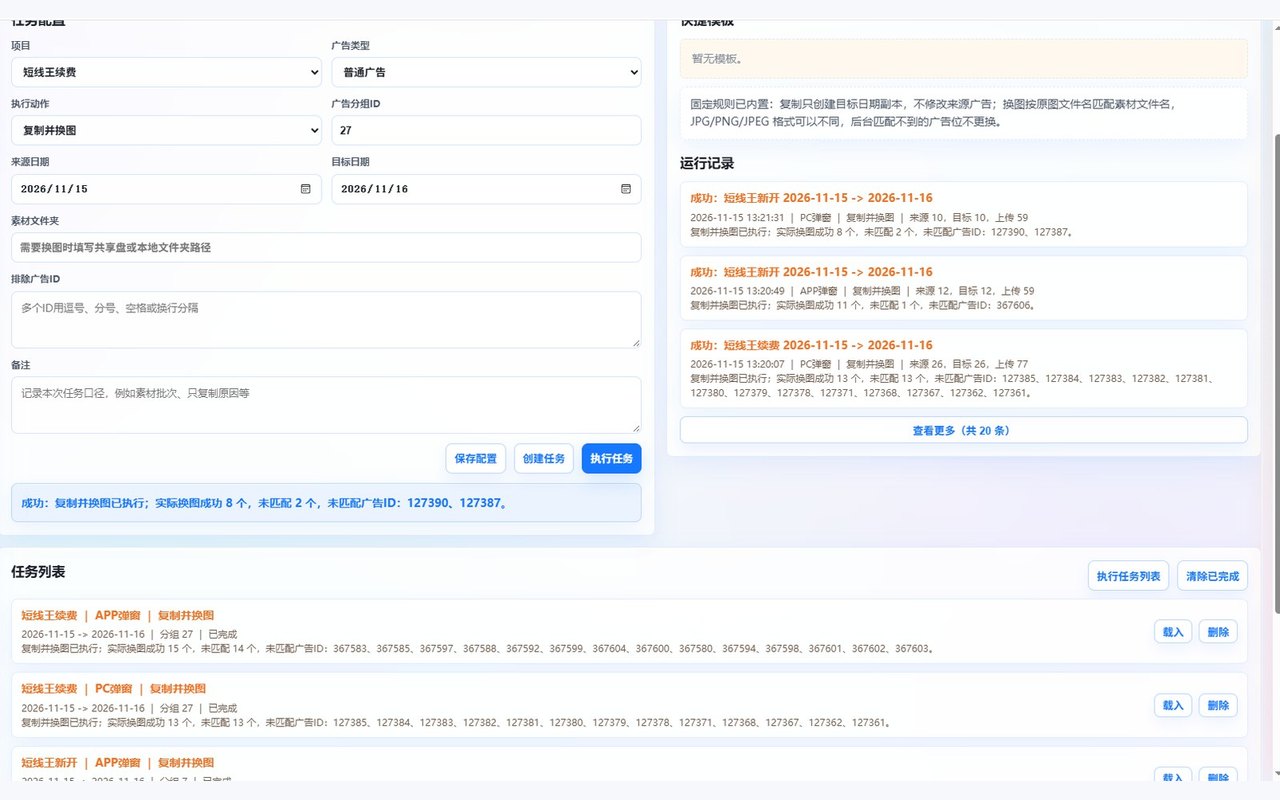 任务配置
项目
短线王续费
广告类型
普通广告
执行动作
复制并换图
广告分组ID
27
来源日期
2026/11/15
目标日期
2026/11/16
素材文件夹
需要换图时填写共享盘或本地文件夹路径
排除广告ID
多个ID用逗号、分号、空格或换行分隔
备注
记录本次任务口径，例如素材批次、只复制原因等
保存配置
创建任务
执行任务
成功：复制并换图已执行；实际换图成功 8 个，未匹配 2 个，未匹配广告ID：127390、127387。
快捷模板
暂无模板。
固定规则已内置：复制只创建目标日期副本，不修改来源广告；换图按原图文件名匹配素材文件名，
JPG/PNG/JPEG 格式可以不同，后台匹配不到的广告位不更换。
运行记录
成功：短线王新开 2026-11-15 -> 2026-11-16
2026-11-15 13:21:31 | PC弹窗 | 复制并换图 | 来源 10，目标 10，上传 59
复制并换图已执行；实际换图成功 8 个，未匹配 2 个，未匹配广告ID：127390、127387。
成功：短线王新开 2026-11-15 -> 2026-11-16
2026-11-15 13:20:49 | APP弹窗 | 复制并换图 | 来源 12，目标 12，上传 59
复制并换图已执行；实际换图成功 11 个，未匹配 1 个，未匹配广告ID：367606。
成功：短线王续费 2026-11-15 -> 2026-11-16
2026-11-15 13:20:07 | PC弹窗 | 复制并换图 | 来源 26，目标 26，上传 77
复制并换图已执行；实际换图成功 13 个，未匹配 13 个，未匹配广告ID：127385、127384、127383、127382、127381、
127380、127379、127378、127371、127368、127367、127362、127361。
查看更多（共 20 条）
任务列表
执行任务列表
清除已完成
短线王续费 | APP弹窗 | 复制并换图
2026-11-15 -> 2026-11-16 | 分组 27 | 已完成
复制并换图已执行；实际换图成功 15 个，未匹配 14 个，未匹配广告ID：367583、367585、367597、367588、367592、367599、367604、367600、367580、367594、367598、367601、367602、367603。
载入
删除
短线王续费 | PC弹窗 | 复制并换图
2026-11-15 -> 2026-11-16 | 分组 27 | 已完成
复制并换图已执行；实际换图成功 13 个，未匹配 13 个，未匹配广告ID：127385、127384、127383、127382、127381、127380、127379、127378、127371、127368、127367、127362、127361。
载入
删除
短线王新开 | APP弹窗 | 复制并换图
2026-11-15 -> 2026-11-16 | 分组 7 | 已完成
载入
删除